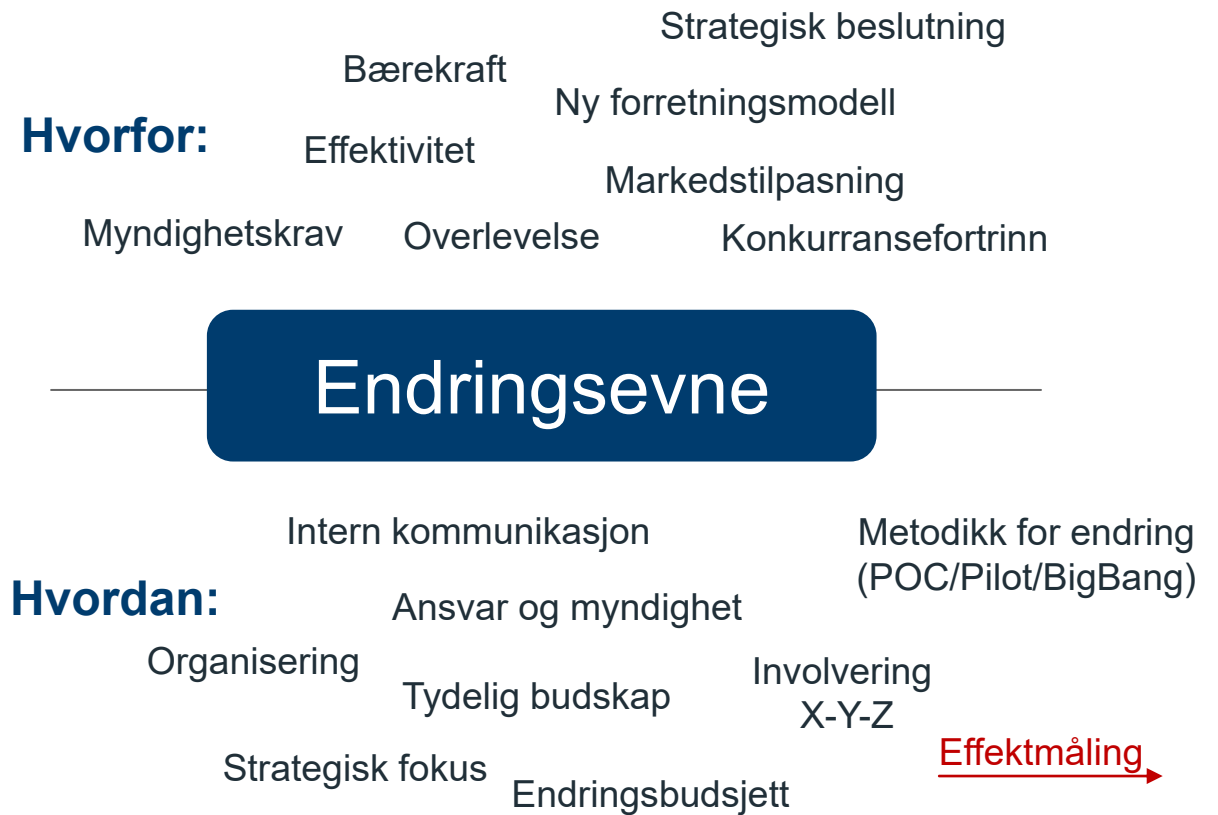 Strategisk beslutning
Bærekraft
Ny forretningsmodell
Hvorfor:
Effektivitet
Markedstilpasning
Myndighetskrav
Overlevelse
Konkurransefortrinn
Endringsevne
Intern kommunikasjon
Metodikk for endring
(POC/Pilot/BigBang)
Hvordan:
Ansvar og myndighet
Organisering
Involvering
X-Y-Z
Tydelig budskap
Effektmåling
Strategisk fokus
Endringsbudsjett